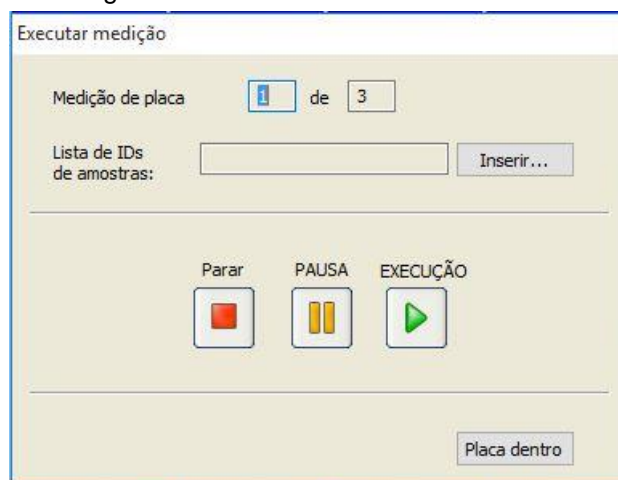 Executar medição
Medição de placa 1 de 3
Lista de IDs
de amostras: Inserir...
Parar PAUSA EXECUÇÃO
Placa dentro